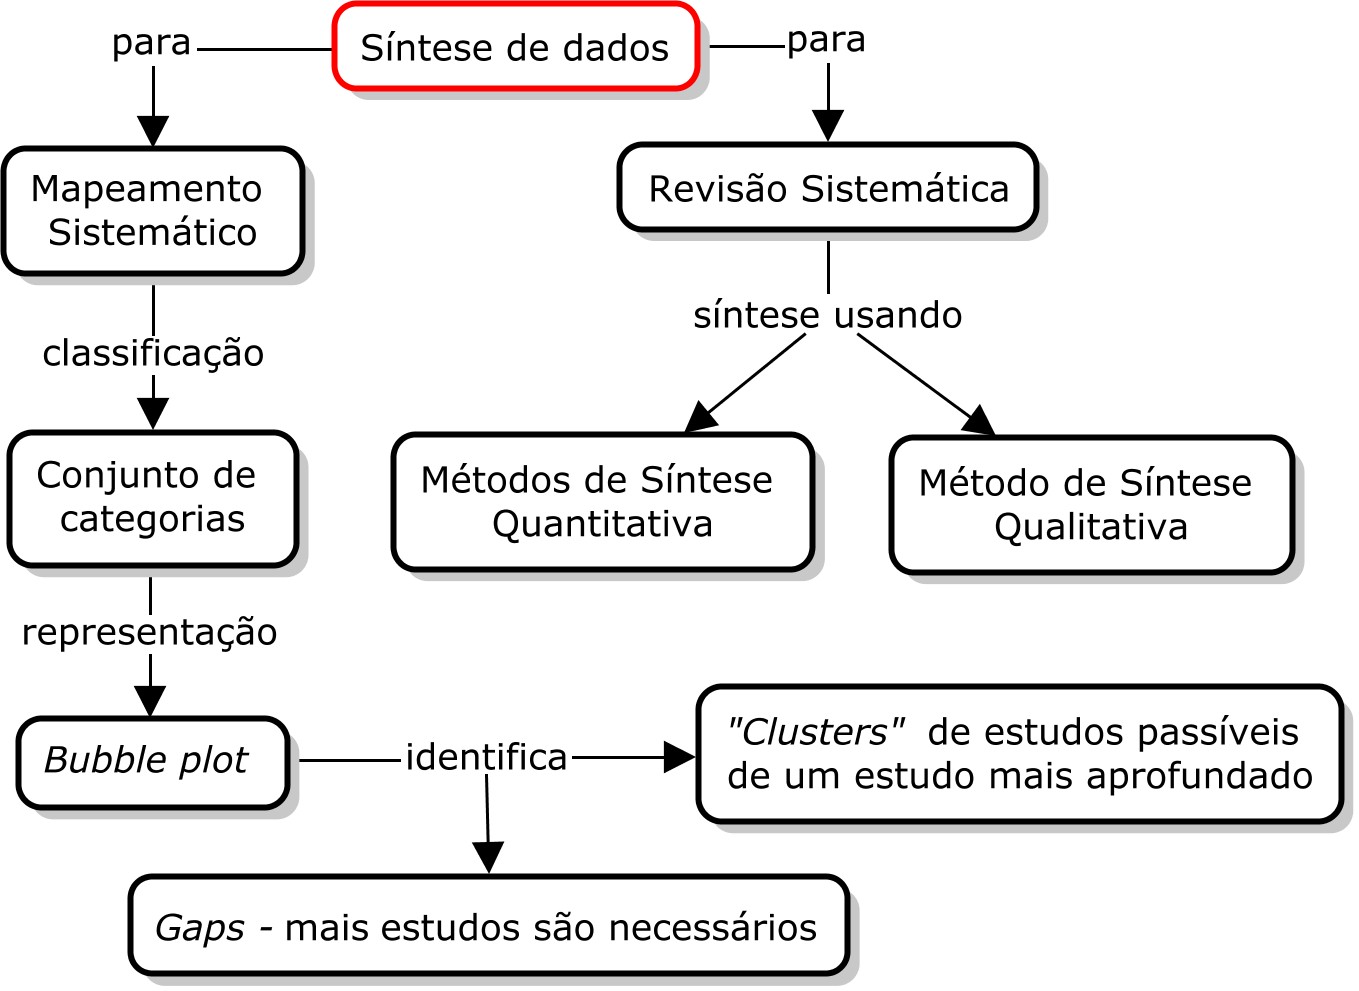 Síntese de dados
para
para
Mapeamento
Sistemático
Revisão Sistemática
classificação
síntese usando
Conjunto de
categorias
Métodos de Síntese
Quantitativa
Método de Síntese
Qualitativa
representação
Bubble plot
identifica
"Clusters" de estudos passíveis
de um estudo mais aprofundado
Gaps - mais estudos são necessários